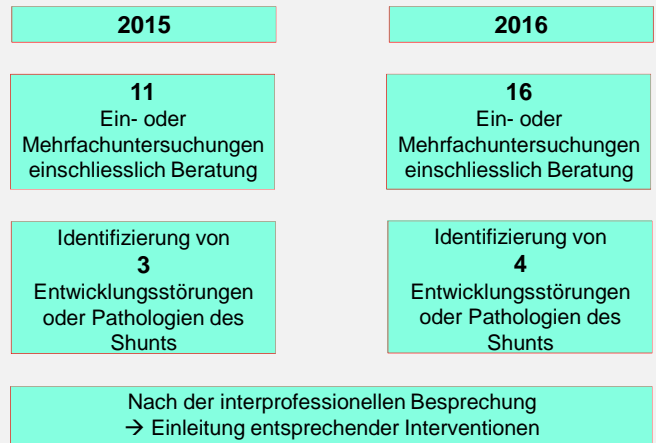 2015
2016
11
Ein- oder
Mehrfachuntersuchungen
einschliesslich Beratung
16
Ein- oder
Mehrfachuntersuchungen
einschliesslich Beratung
Identifizierung von
3
Entwicklungsstörungen
oder Pathologien des
Shunts
Identifizierung von
4
Entwicklungsstörungen
oder Pathologien des
Shunts
Nach der interprofessionellen Besprechung
→ Einleitung entsprechender Interventionen